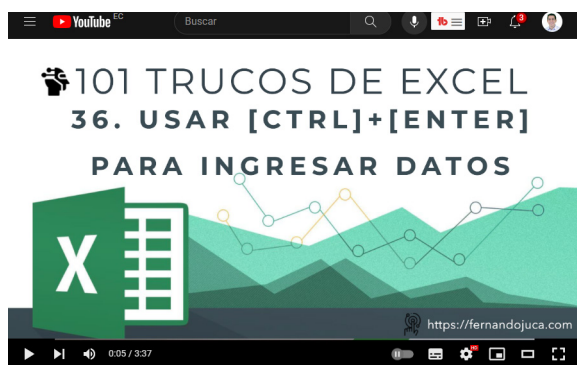 YouTube EC
Buscar
tb
3
101 TRUCOS DE EXCEL
36. USAR [CTRL]+[ENTER]
PARA INGRESAR DATOS
X
https://fernandojuca.com
0:05 / 3:37
HD